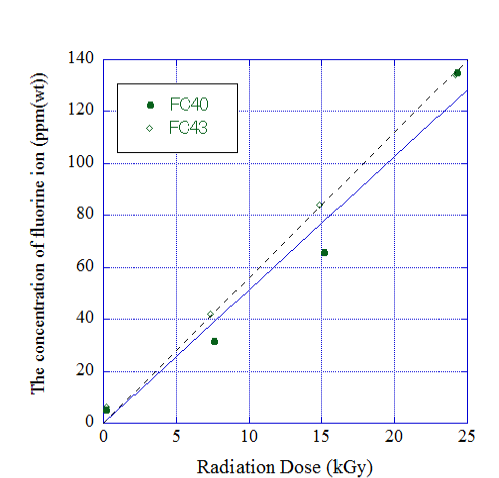 The concentration of fluorine ion (ppm(wt))
140
120
100
80
60
40
20
0
FC40
FC43
0 5 10 15 20 25
Radiation Dose (kGy)